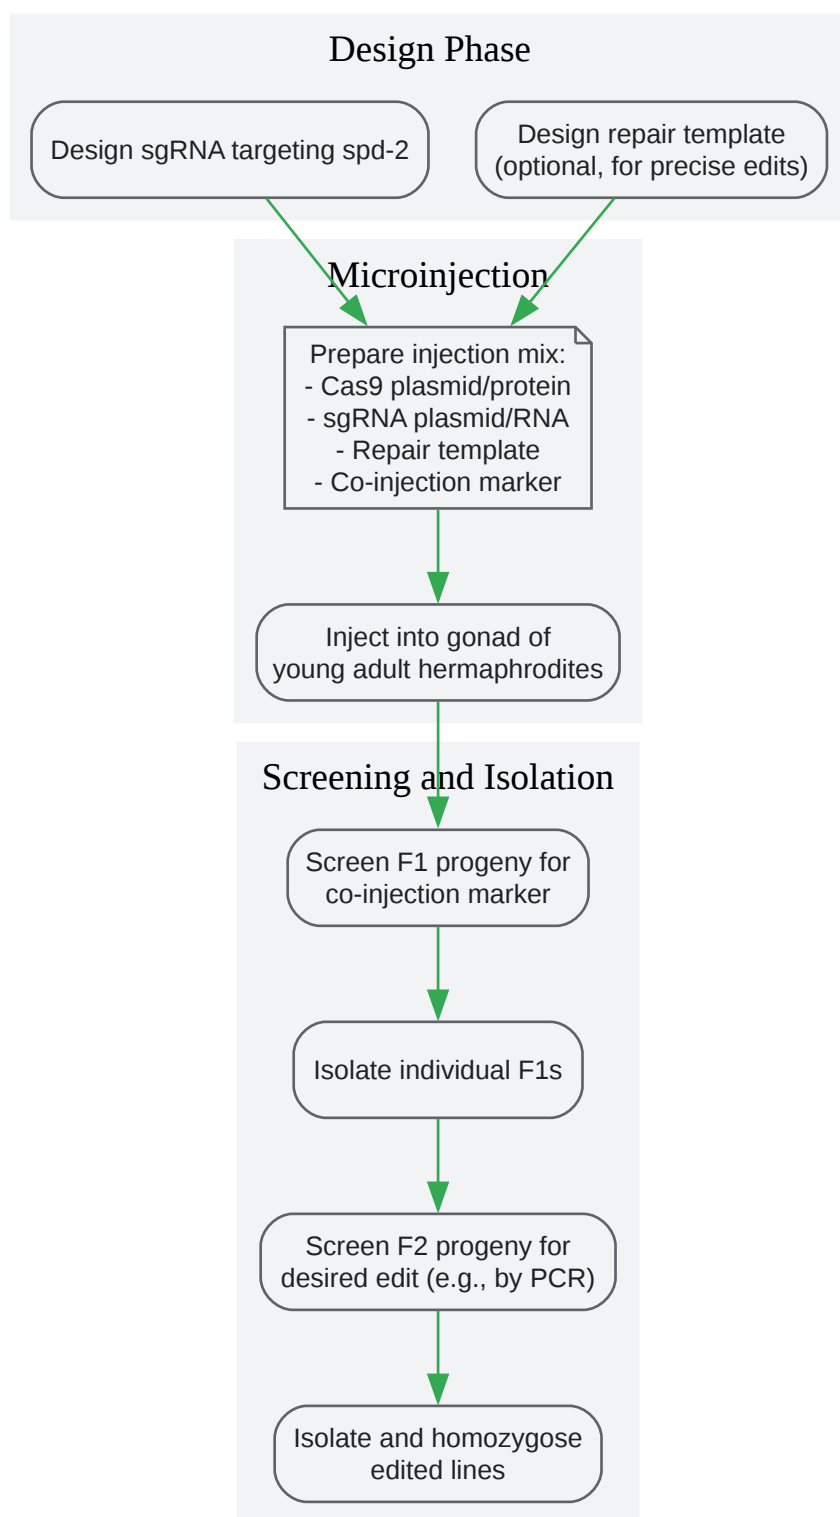 Design Phase
Design sgRNA targeting spd-2
Design repair template
(optional, for precise edits)
Microinjection
Prepare injection mix:
- Cas9 plasmid/protein
- sgRNA plasmid/RNA
- Repair template
- Co-injection marker
Inject into gonad of
young adult hermaphrodites
Screening and Isolation
Screen F1 progeny for
co-injection marker
Isolate individual F1s
Screen F2 progeny for
desired edit (e.g., by PCR)
Isolate and homozygose
edited lines